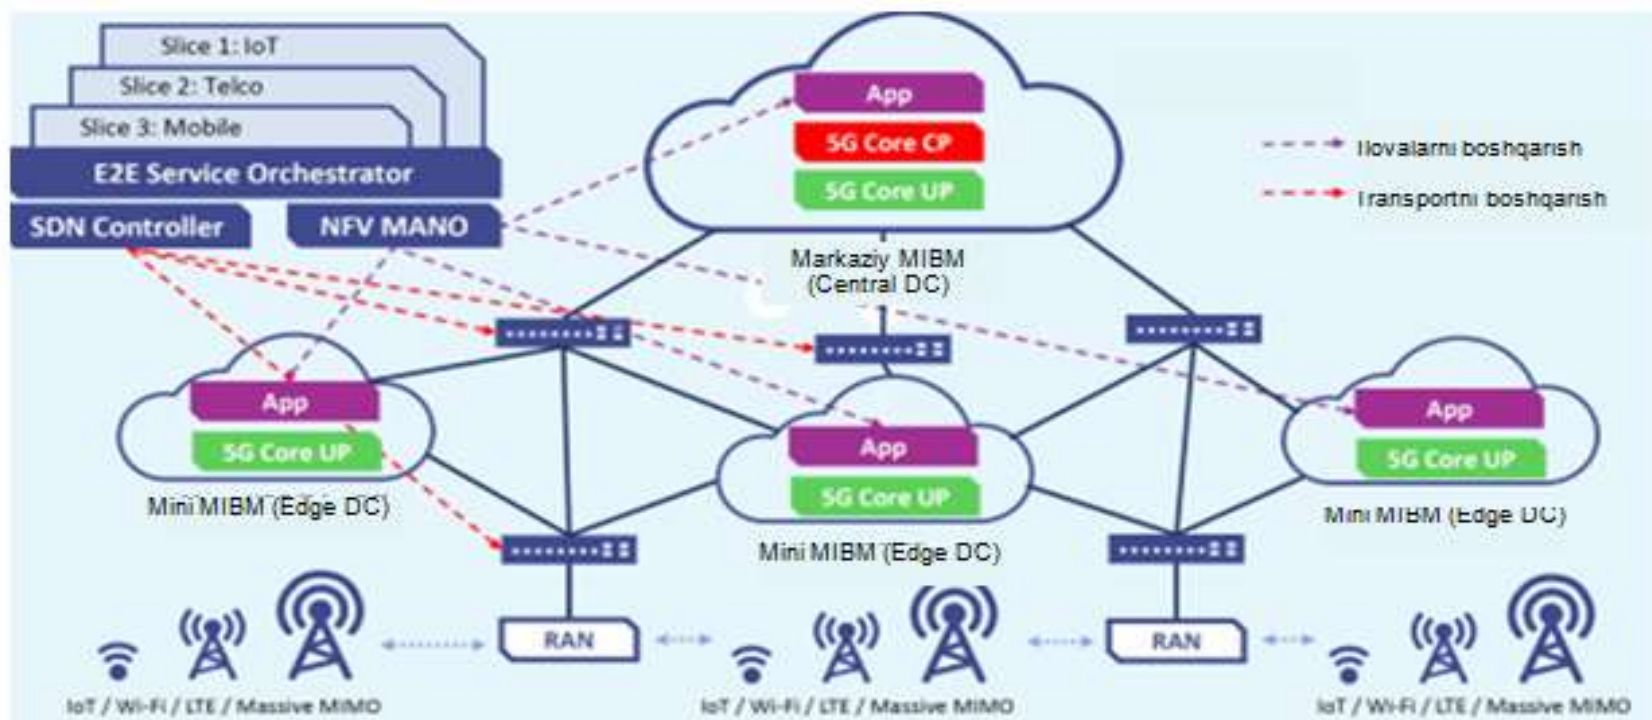 Slice 1: IoT
Slice 2: Telco
Slice 3: Mobile
E2E Service Orchestrator
SDN Controller
NFV MANO
App
5G Core CP
5G Core UP
Markaziy MIBM
(Central DC)
Ilovalarni boshqarish
Transportni boshqarish
App
5G Core UP
Mini MIBM (Edge DC)
App
5G Core UP
Mini MIBM (Edge DC)
App
5G Core UP
Mini MIBM (Edge DC)
RAN
RAN
IoT / Wi-Fi / LTE / Massive MIMO
IoT / Wi-Fi / LTE / Massive MIMO
IoT / Wi-Fi / LTE / Massive MIMO